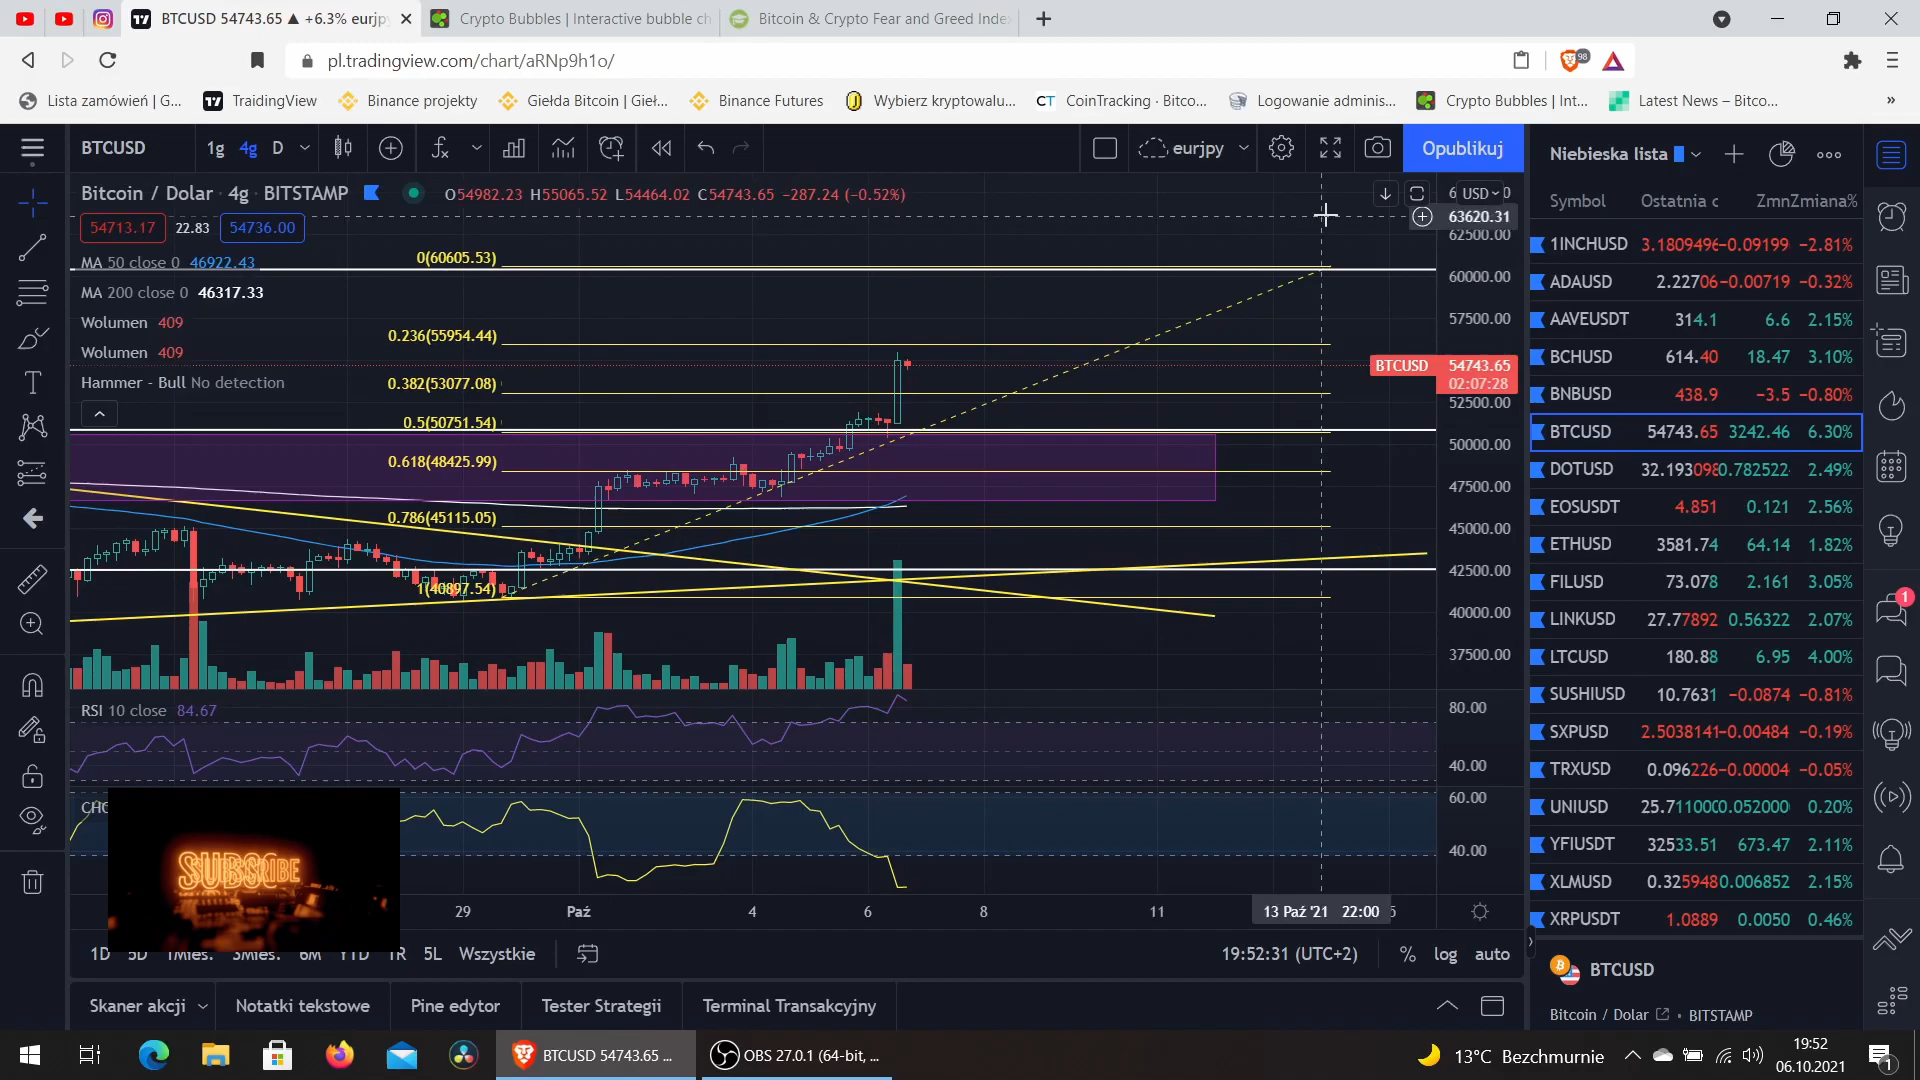 BTCUSD 54743.65 ▲ +6.3% eurjp
Crypto Bubbles | Interactive bubble ch
Bitcoin & Crypto Fear and Greed Inde
pl.tradingview.com/chart/aRNp9h1o/
98
Lista zamówień | G...
TraidingView
Binance projekty
Giełda Bitcoin | Gieł...
Binance Futures
Wybierz kryptowalu...
CT CoinTracking · Bitco...
Logowanie adminis...
Crypto Bubbles | Int...
Latest News – Bitco...
»
BTCUSD
1g 4g D
eurjpy
Opublikuj
Niebieska lista
Bitcoin / Dolar · 4g · BITSTAMP
O54982.23 H55065.52 L54464.02 C54743.65 −287.24 (−0.52%)
54713.17 22.83 54736.00
MA 50 close 0 46922.43
MA 200 close 0 46317.33
Wolumen 409
Wolumen 409
Hammer - Bull No detection
0(60605.53)
0.236(55954.44)
0.382(53077.08)
0.5(50751.54)
0.618(48425.99)
0.786(45115.05)
1(40897.54)
USD
63620.31
62500.00
60000.00
57500.00
BTCUSD 54743.65
02:07:28
52500.00
50000.00
47500.00
45000.00
42500.00
40000.00
37500.00
RSI 10 close 84.67
80.00
40.00
CHO
60.00
40.00
SUBSCRIBE
29 Paź 4 6 8 11 13 Paź '21 22:00
1D 5D 1Mies. 3Mies. 6M YTD 1R 5L Wszystkie
19:52:31 (UTC+2) % log auto
Skaner akcji
Notatki tekstowe
Pine edytor
Tester Strategii
Terminal Transakcyjny
Symbol Ostatnia c Zmn Zmiana%
1INCHUSD 3.1809496 −0.09199 −2.81%
ADAUSD 2.22706 −0.00719 −0.32%
AAVEUSDT 314.1 6.6 2.15%
BCHUSD 614.40 18.47 3.10%
BNBUSD 438.9 −3.5 −0.80%
BTCUSD 54743.65 3242.46 6.30%
DOTUSD 32.193098 0.782522 2.49%
EOSUSDT 4.851 0.121 2.56%
ETHUSD 3581.74 64.14 1.82%
FILUSD 73.078 2.161 3.05%
LINKUSD 27.77892 0.56322 2.07%
LTCUSD 180.88 6.95 4.00%
SUSHIUSD 10.7631 −0.0874 −0.81%
SXPUSD 2.5038141 −0.00484 −0.19%
TRXUSD 0.096226 −0.00004 −0.05%
UNIUSD 25.711000 0.052000 0.20%
YFIUSDT 32533.51 673.47 2.11%
XLMUSD 0.325948 0.006852 2.15%
XRPUSDT 1.0889 0.0050 0.46%
1
BTCUSD
Bitcoin / Dolar • BITSTAMP
BTCUSD 54743.65 ...
OBS 27.0.1 (64-bit, ...
13°C Bezchmurnie
19:52
06.10.2021
1